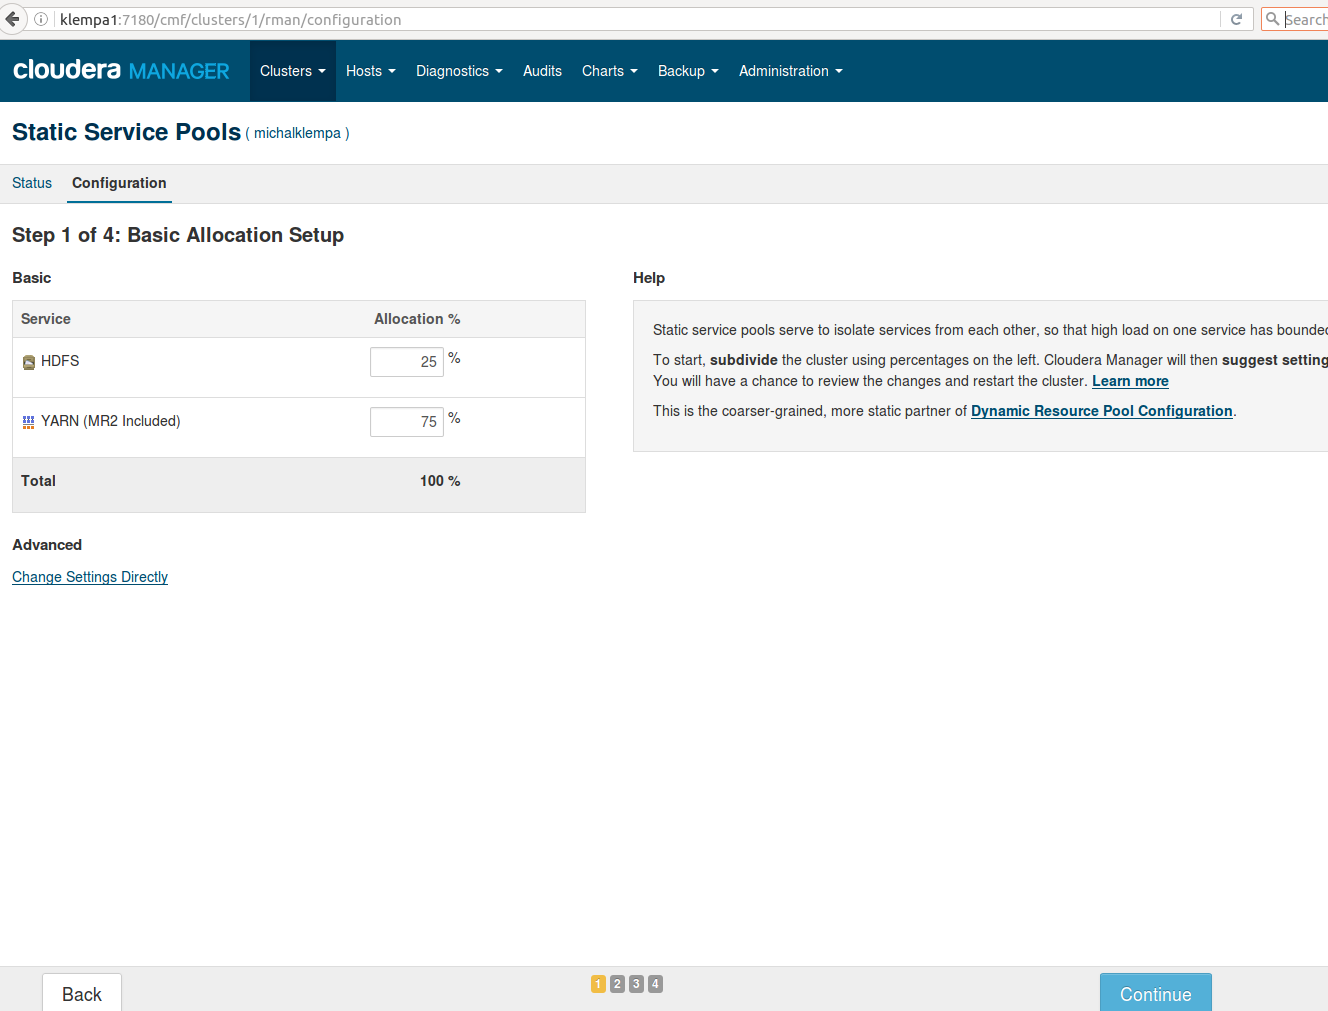 klempa1:7180/cmf/clusters/1/rman/configuration
Search
cloudera MANAGER
Clusters Hosts Diagnostics Audits Charts Backup Administration
Static Service Pools ( michalklempa )
Status Configuration
Step 1 of 4: Basic Allocation Setup
Basic
Service Allocation %
HDFS 25 %
YARN (MR2 Included) 75 %
Total 100 %
Advanced
Change Settings Directly
Help
Static service pools serve to isolate services from each other, so that high load on one service has bounded
To start, subdivide the cluster using percentages on the left. Cloudera Manager will then suggest setting
You will have a chance to review the changes and restart the cluster. Learn more
This is the coarser-grained, more static partner of Dynamic Resource Pool Configuration.
Back
1 2 3 4
Continue